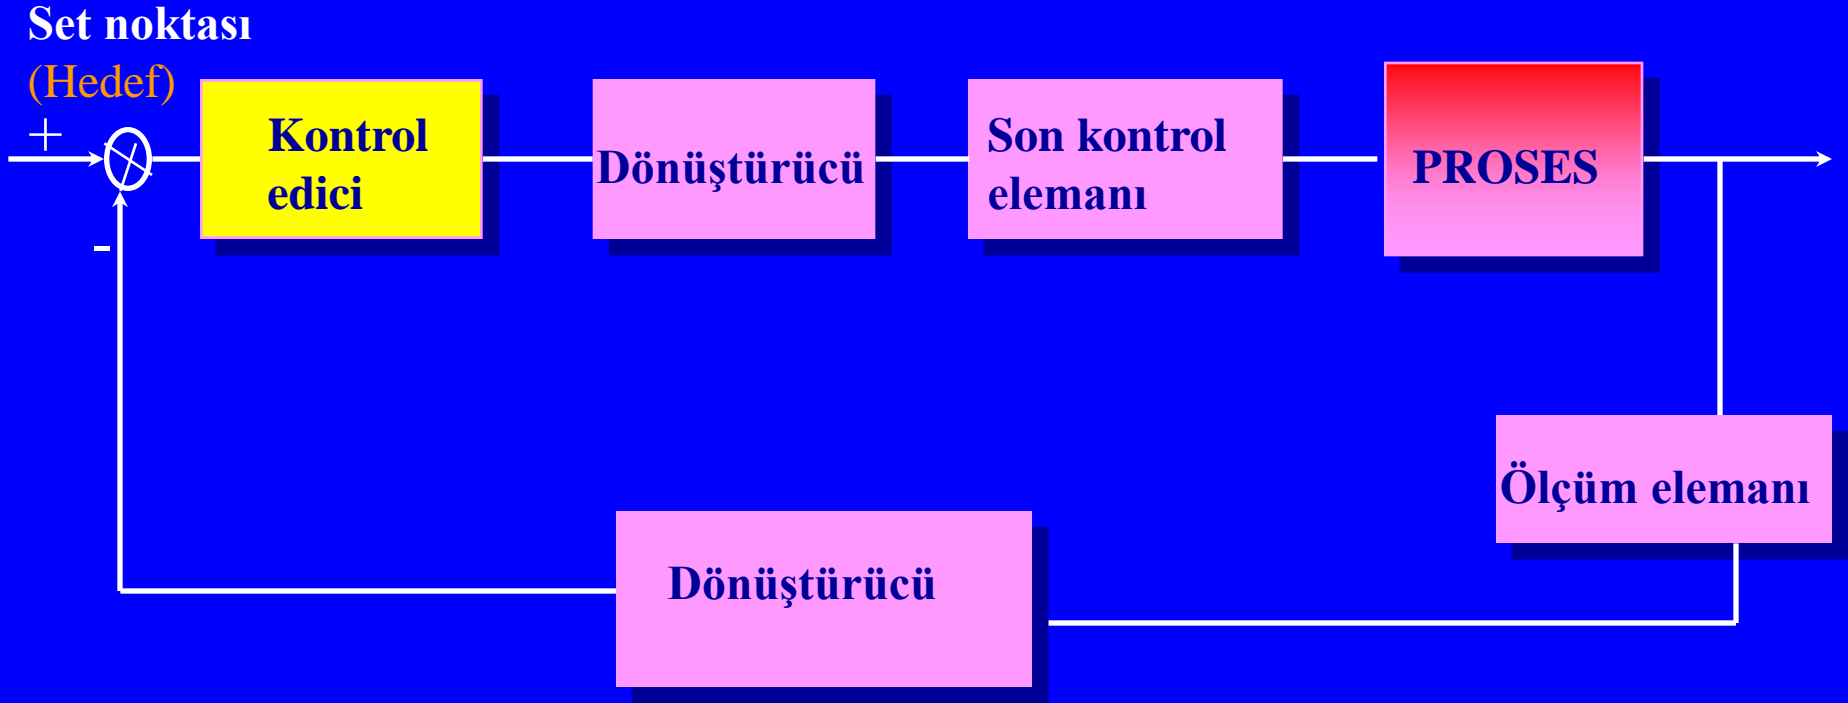 Set noktası
(Hedef)
+
-
Kontrol
edici
Dönüştürücü
Son kontrol
elemanı
PROSES
Ölçüm elemanı
Dönüştürücü